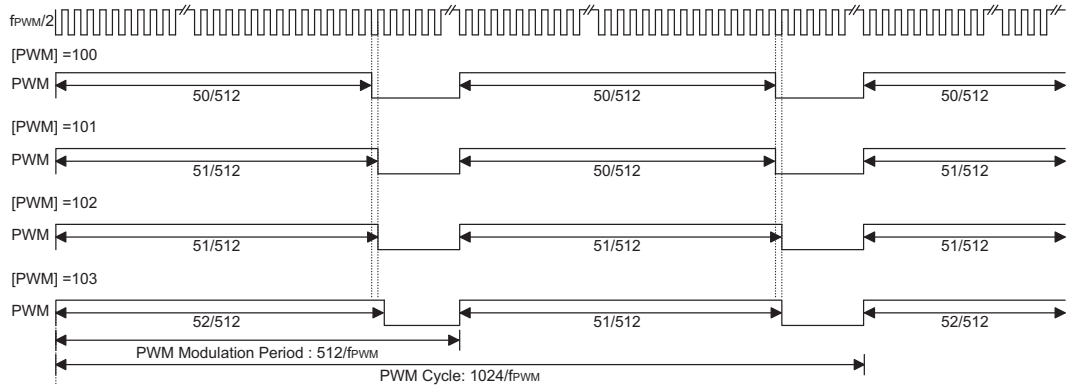 fPWM/2
[PWM] =100
PWM 50/512 50/512 50/512
[PWM] =101
PWM 51/512 50/512 51/512
[PWM] =102
PWM 51/512 51/512 51/512
[PWM] =103
PWM 52/512 51/512 52/512
PWM Modulation Period : 512/fPWM
PWM Cycle: 1024/fPWM